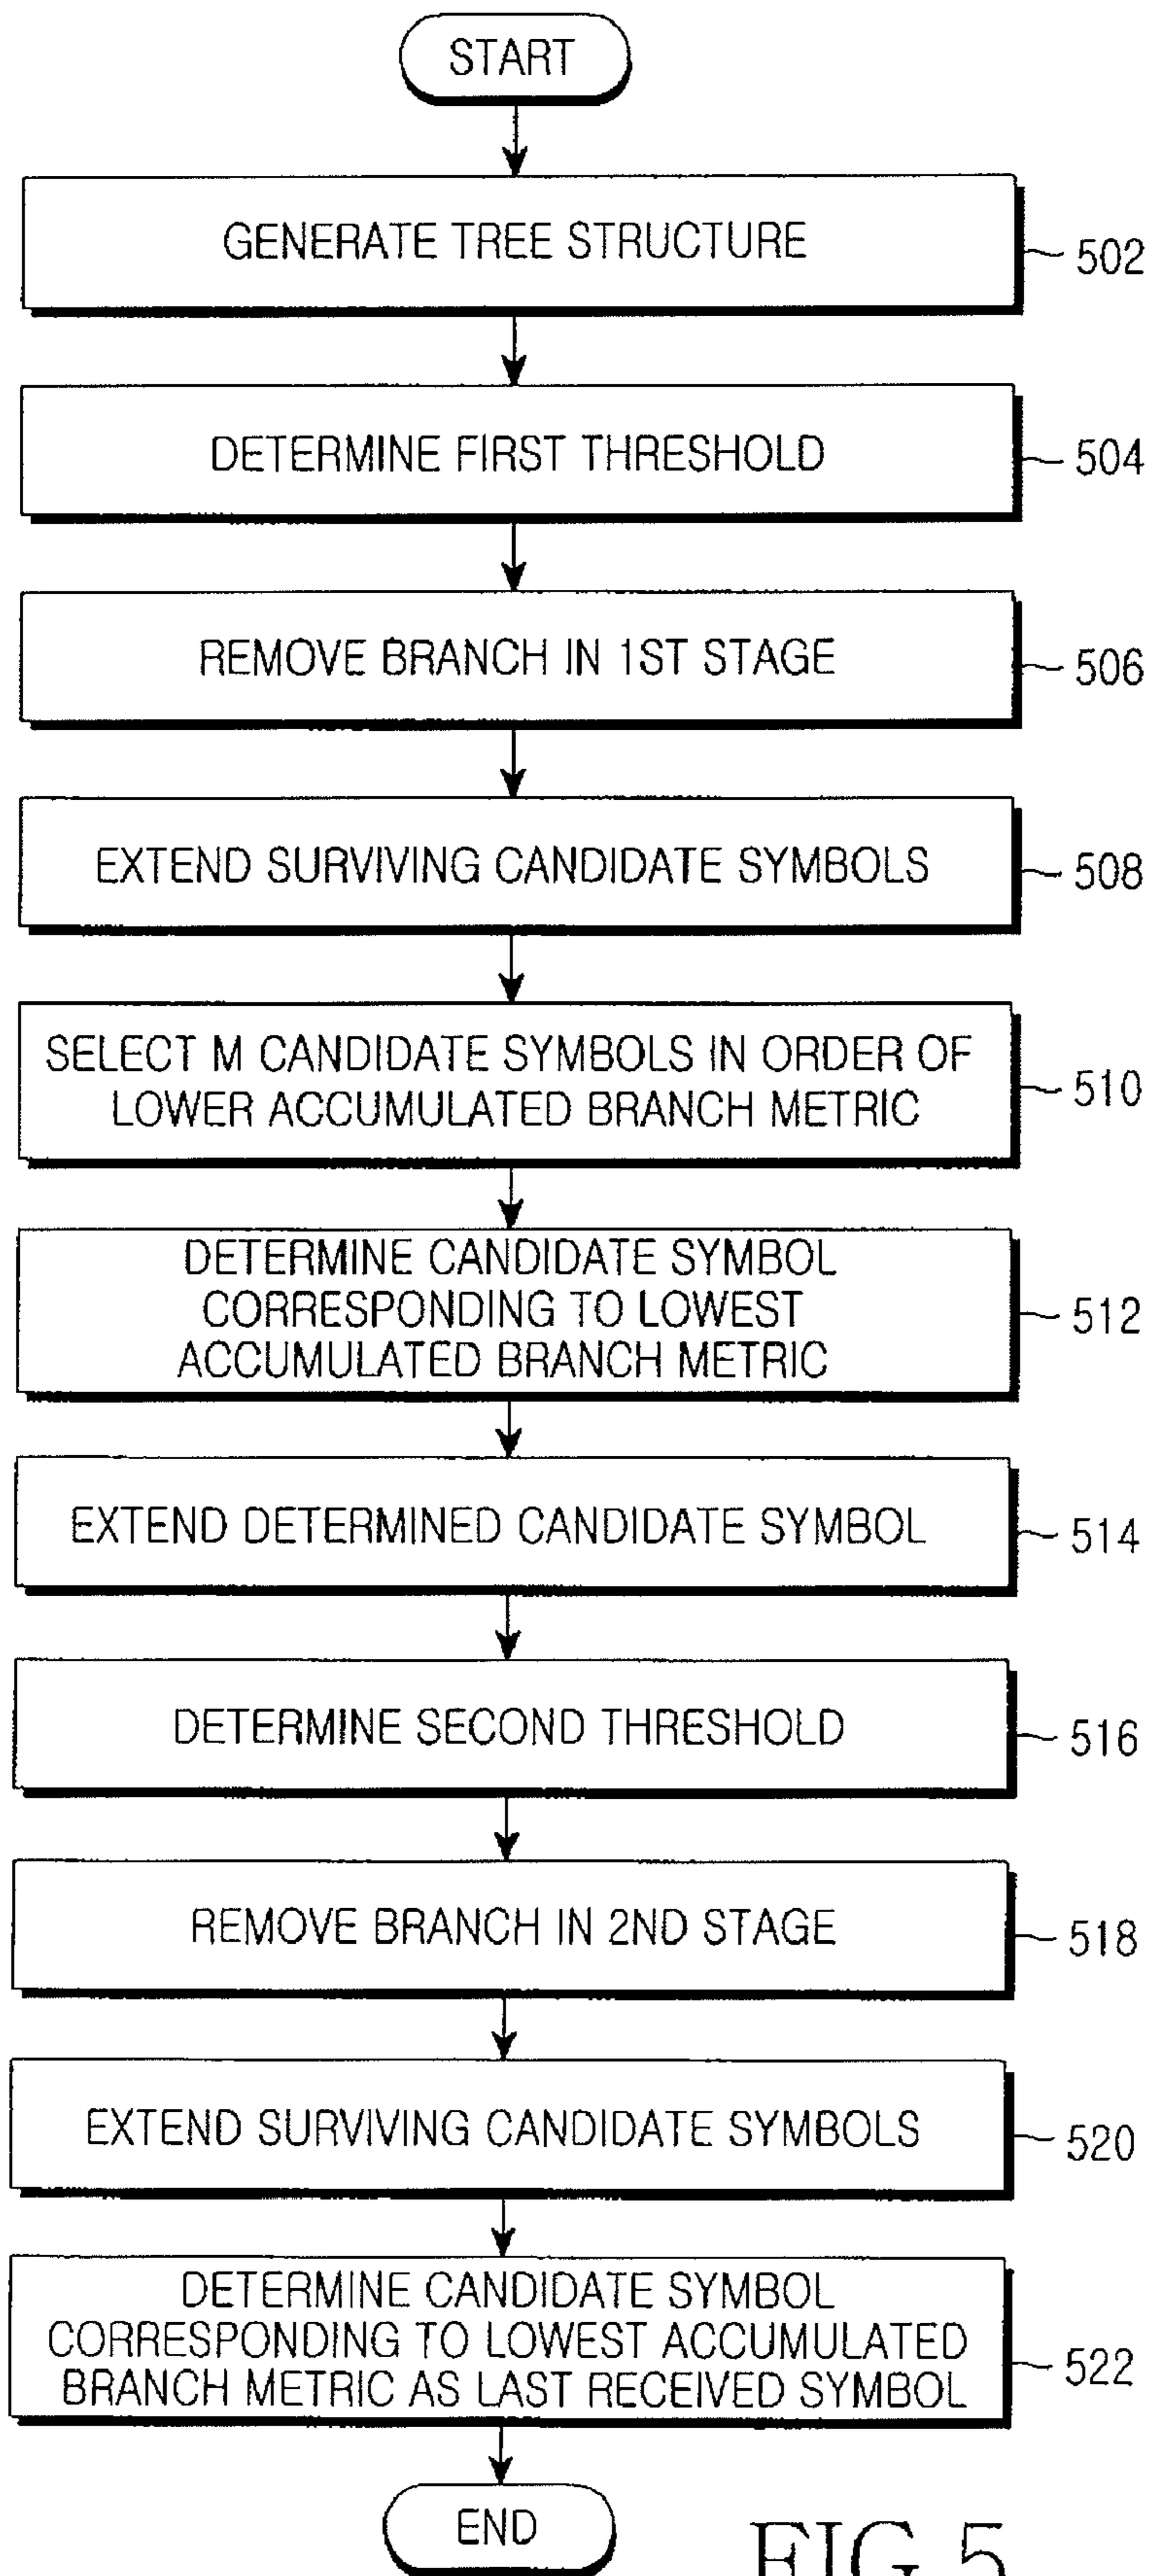 START
GENERATE TREE STRUCTURE
502
DETERMINE FIRST THRESHOLD
504
REMOVE BRANCH IN 1ST STAGE
506
EXTEND SURVIVING CANDIDATE SYMBOLS
508
SELECT M CANDIDATE SYMBOLS IN ORDER OF
LOWER ACCUMULATED BRANCH METRIC
510
DETERMINE CANDIDATE SYMBOL
CORRESPONDING TO LOWEST
ACCUMULATED BRANCH METRIC
512
EXTEND DETERMINED CANDIDATE SYMBOL
514
DETERMINE SECOND THRESHOLD
516
REMOVE BRANCH IN 2ND STAGE
518
EXTEND SURVIVING CANDIDATE SYMBOLS
520
DETERMINE CANDIDATE SYMBOL
CORRESPONDING TO LOWEST ACCUMULATED
BRANCH METRIC AS LAST RECEIVED SYMBOL
522
END
FIG.5